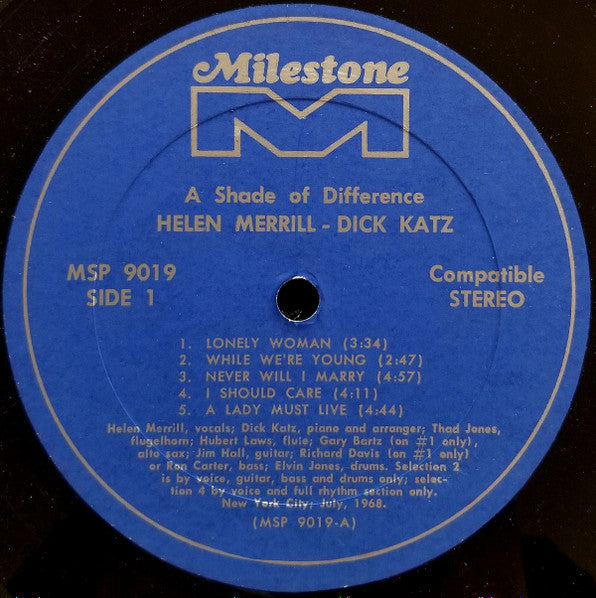 Milestone
M
A Shade of Difference
HELEN MERRILL - DICK KATZ
MSP 9019
SIDE 1
Compatible
STEREO
1. LONELY WOMAN (3:34)
2. WHILE WE'RE YOUNG (2:47)
3. NEVER WILL I MARRY (4:57)
4. I SHOULD CARE (4:11)
5. A LADY MUST LIVE (4:44)
Helen Merrill, vocals; Dick Katz, piano and arranger; Thad Jones,
flugelhorn; Hubert Laws, flute; Gary Bartz (on #1 only),
alto sax; Jim Hall, guitar; Richard Davis (on #1 only)
or Ron Carter, bass; Elvin Jones, drums. Selection 2
is by voice, guitar, bass and drums only; selec-
tion 4 by voice and full rhythm section only.
New York City; July, 1968.
(MSP 9019-A)